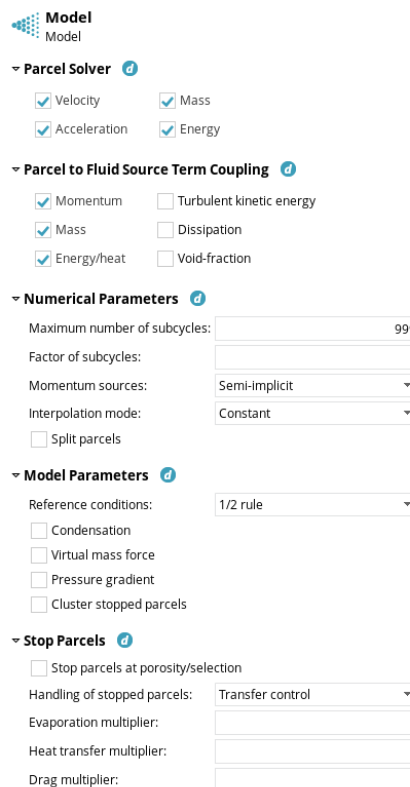 Model
Model
Parcel Solver d
Velocity Mass
Acceleration Energy
Parcel to Fluid Source Term Coupling d
Momentum Turbulent kinetic energy
Mass Dissipation
Energy/heat Void-fraction
Numerical Parameters d
Maximum number of subcycles:
Factor of subcycles:
Momentum sources: Semi-implicit
Interpolation mode: Constant
Split parcels
Model Parameters d
Reference conditions: 1/2 rule
Condensation
Virtual mass force
Pressure gradient
Cluster stopped parcels
Stop Parcels d
Stop parcels at porosity/selection
Handling of stopped parcels: Transfer control
Evaporation multiplier:
Heat transfer multiplier:
Drag multiplier: